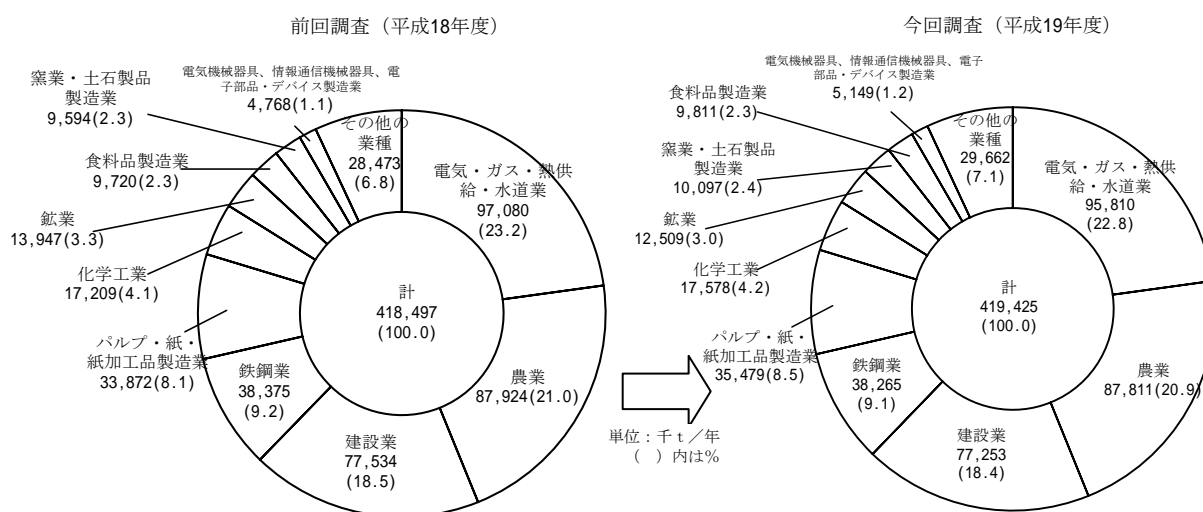 前回調査（平成18年度）
電気機械器具、情報通信機械器具、電
子部品・デバイス製造業
4,768(1.1)
窯業・土石製品
製造業
9,594(2.3)
食料品製造業
9,720(2.3)
鉱業
13,947(3.3)
化学工業
17,209(4.1)
パルプ・紙・
紙加工品製造業
33,872(8.1)
鉄鋼業
38,375
(9.2)
建設業
77,534
(18.5)
農業
87,924(21.0)
電気・ガス・熱供
給・水道業
97,080
(23.2)
その他の
業種
28,473
(6.8)
計
418,497
(100.0)
単位：千ｔ／年
（　）内は%
今回調査（平成19年度）
電気機械器具、情報通信機械器具、電子
部品・デバイス製造業
5,149(1.2)
食料品製造業
9,811(2.3)
窯業・土石製品
製造業
10,097(2.4)
鉱業
12,509(3.0)
化学工業
17,578(4.2)
パルプ・紙・
紙加工品製造業
35,479(8.5)
鉄鋼業
38,265
(9.1)
建設業
77,253
(18.4)
農業
87,811(20.9)
電気・ガス・熱供
給・水道業
95,810
(22.8)
その他の
業種
29,662
(7.1)
計
419,425
(100.0)